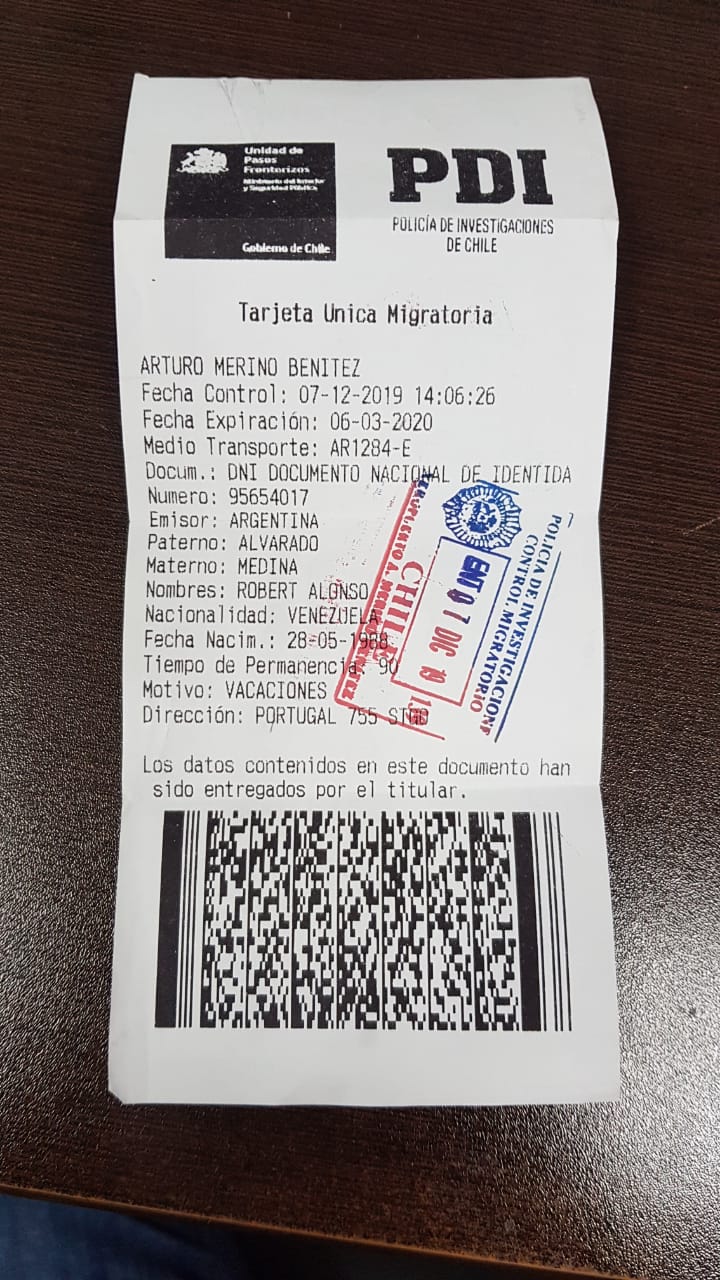 Unidad de
Pasos
Fronterizos
Ministerio del Interior
y Seguridad Pública
Gobierno de Chile
PDI
POLICÍA DE INVESTIGACIONES
DE CHILE
Tarjeta Unica Migratoria
ARTURO MERINO BENITEZ
Fecha Control: 07-12-2019 14:06:26
Fecha Expiración: 06-03-2020
Medio Transporte: AR1284-E
Docum.: DNI DOCUMENTO NACIONAL DE IDENTIDA
Numero: 95654017
Emisor: ARGENTINA
Paterno: ALVARADO
Materno: MEDINA
Nombres: ROBERT ALONSO
Nacionalidad: VENEZUELA
Fecha Nacim.: 28-05-1988
Tiempo de Permanencia: 90
Motivo: VACACIONES
Dirección: PORTUGAL 755 STGO
POLICIA DE INVESTIGACIONE
CONTROL MIGRATORIO
ENT 07 DIC 19
CHILE
AEROPUERTO A. MERINO BENITEZ
Los datos contenidos en este documento han
sido entregados por el titular.